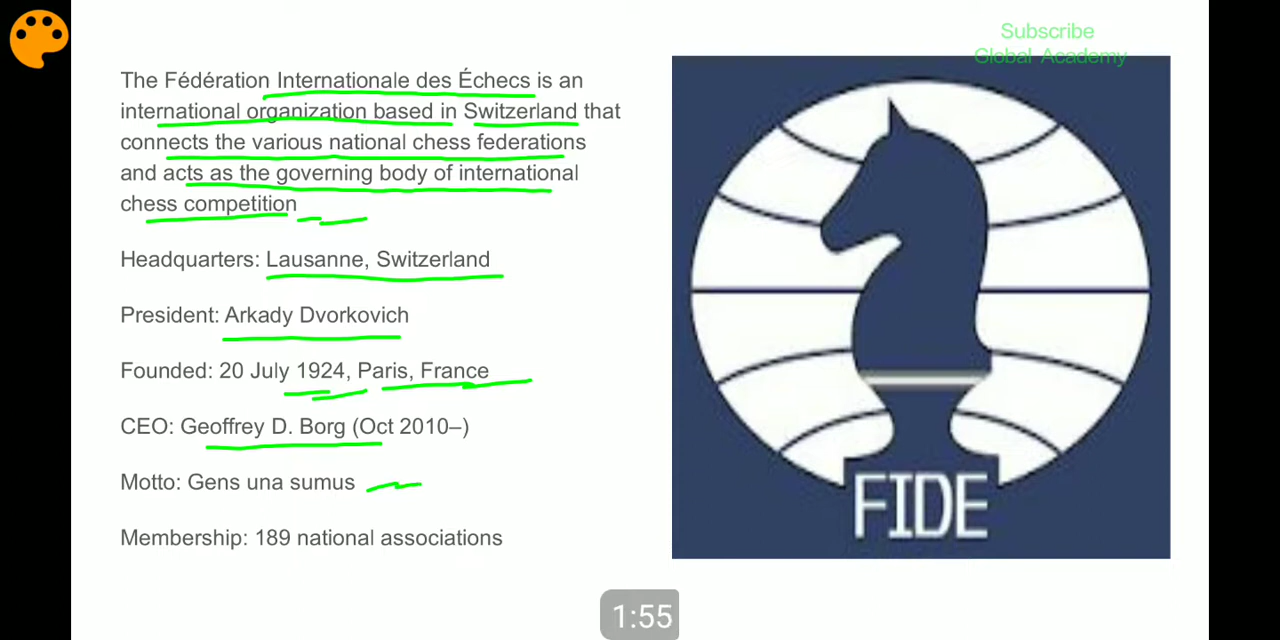 Subscribe
Global Academy
The Fédération Internationale des Échecs is an
international organization based in Switzerland that
connects the various national chess federations
and acts as the governing body of international
chess competition
Headquarters: Lausanne, Switzerland
President: Arkady Dvorkovich
Founded: 20 July 1924, Paris, France
CEO: Geoffrey D. Borg (Oct 2010–)
Motto: Gens una sumus
Membership: 189 national associations
FIDE
1:55